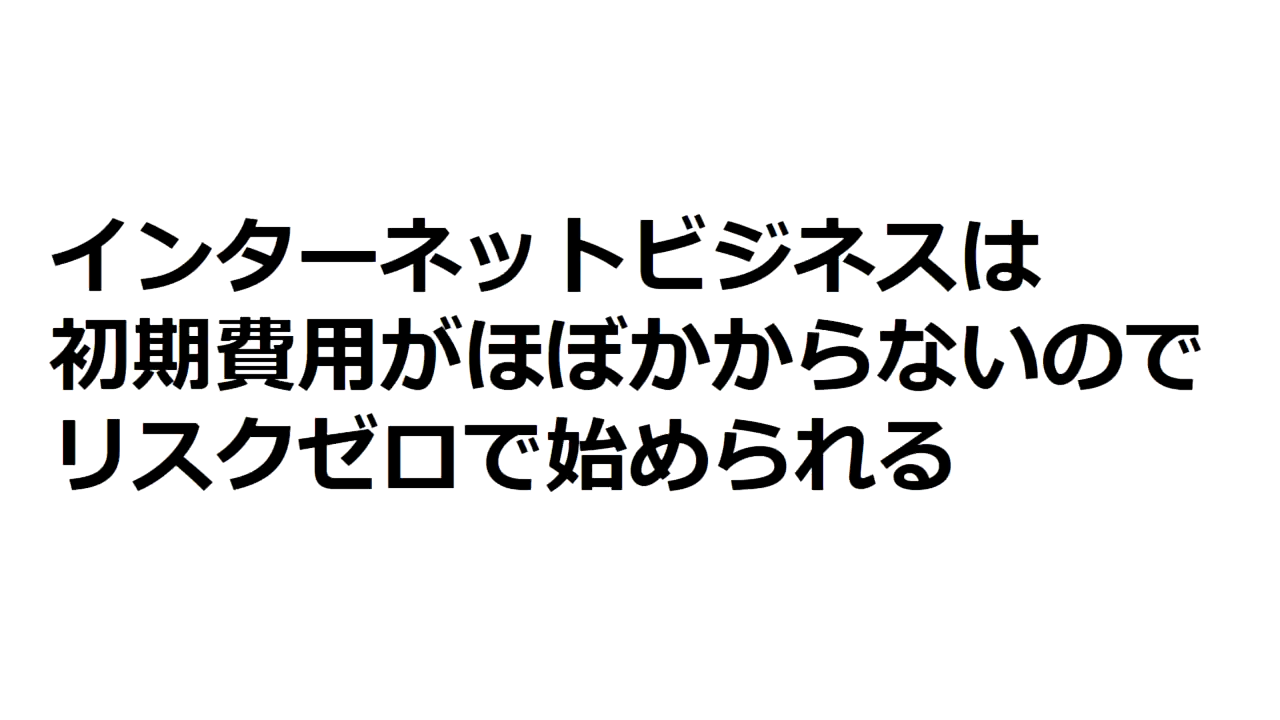 インターネットビジネスは
初期費用がほぼかからないので
リスクゼロで始められる